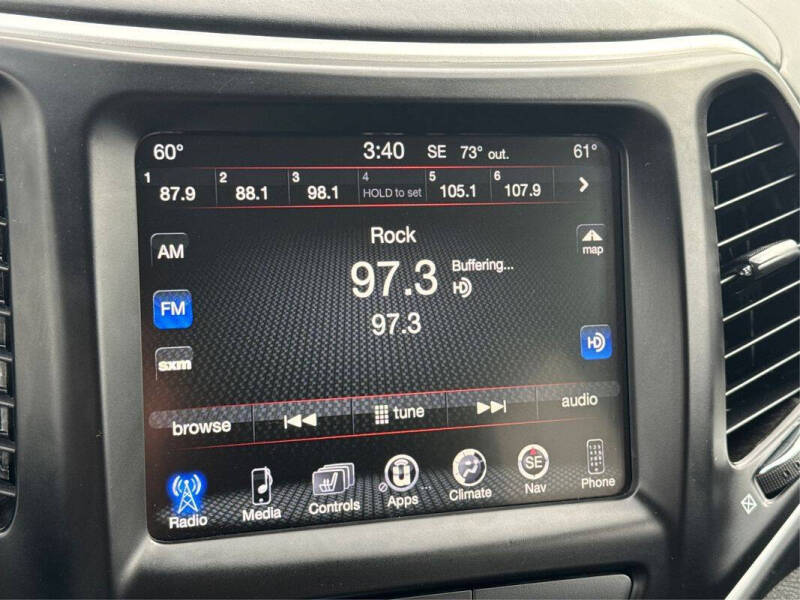 60° 3:40 SE 73° out. 61°
1 87.9 2 88.1 3 98.1 4 HOLD to set 5 105.1 6 107.9
Rock
AM
map
97.3 Buffering...
HD
FM
97.3
HD
sxm
browse tune audio
Radio Media Controls Apps ... Climate SE Nav Phone